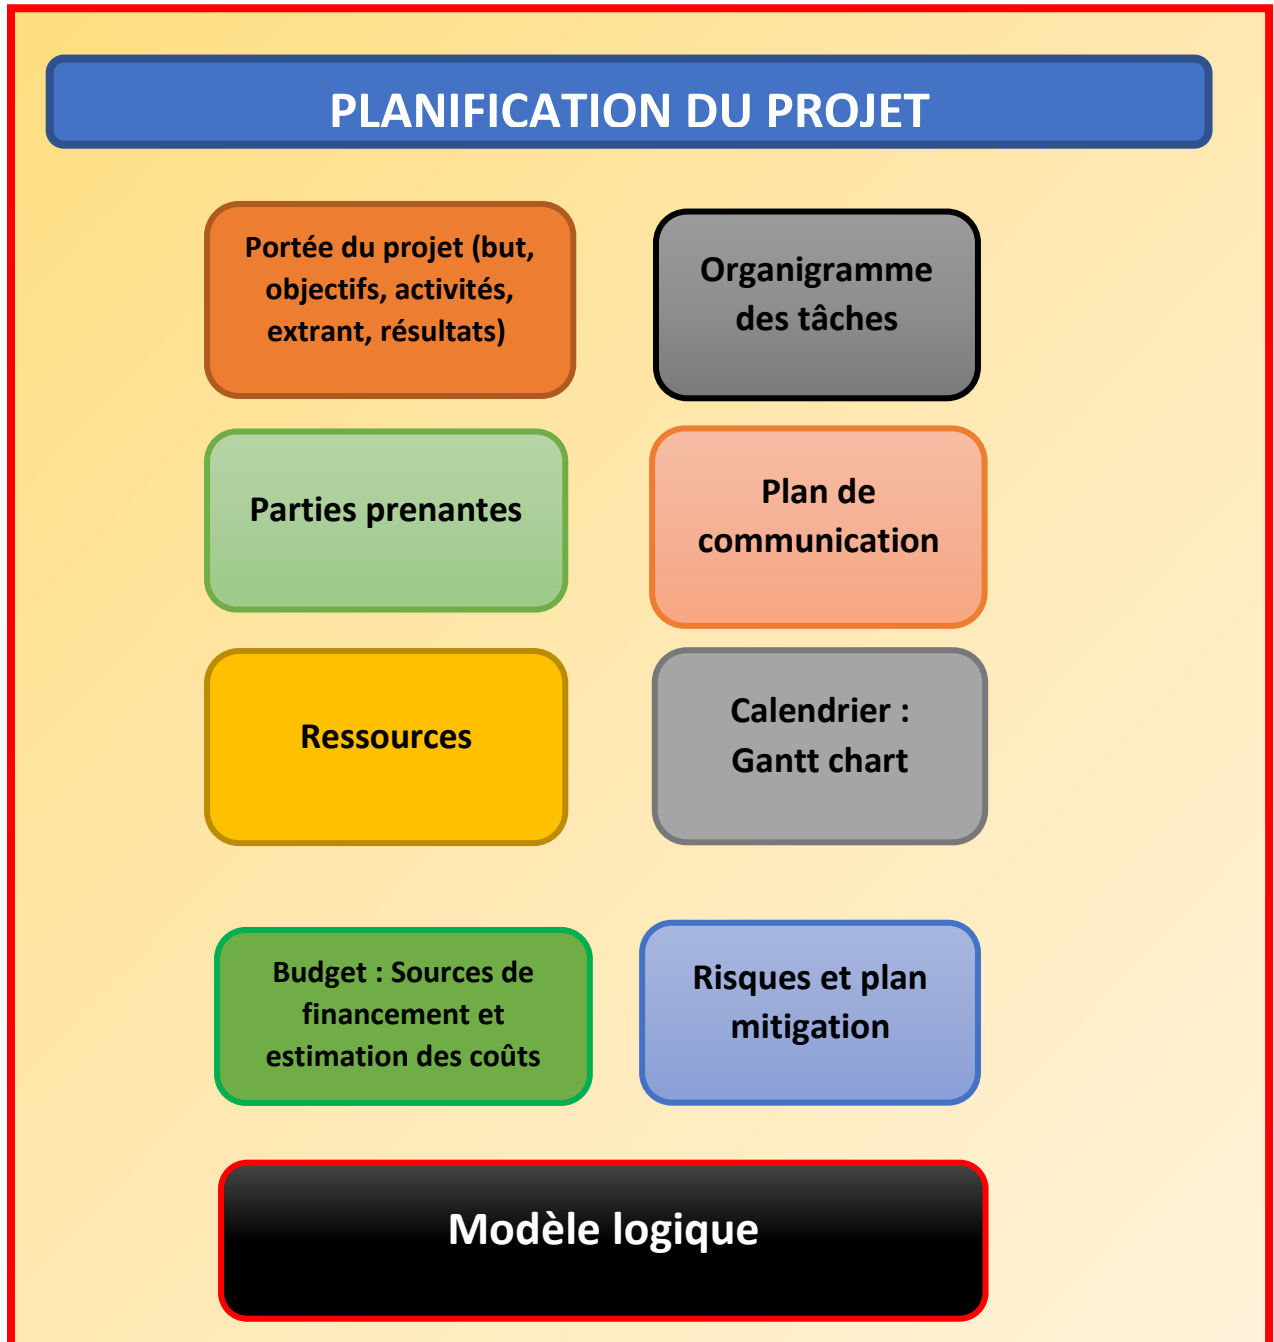 PLANIFICATION DU PROJET
Portée du projet (but,
objectifs, activités,
extrant, résultats)
Organigramme
des tâches
Parties prenantes
Plan de
communication
Ressources
Calendrier :
Gantt chart
Budget : Sources de
financement et
estimation des coûts
Risques et plan
mitigation
Modèle logique